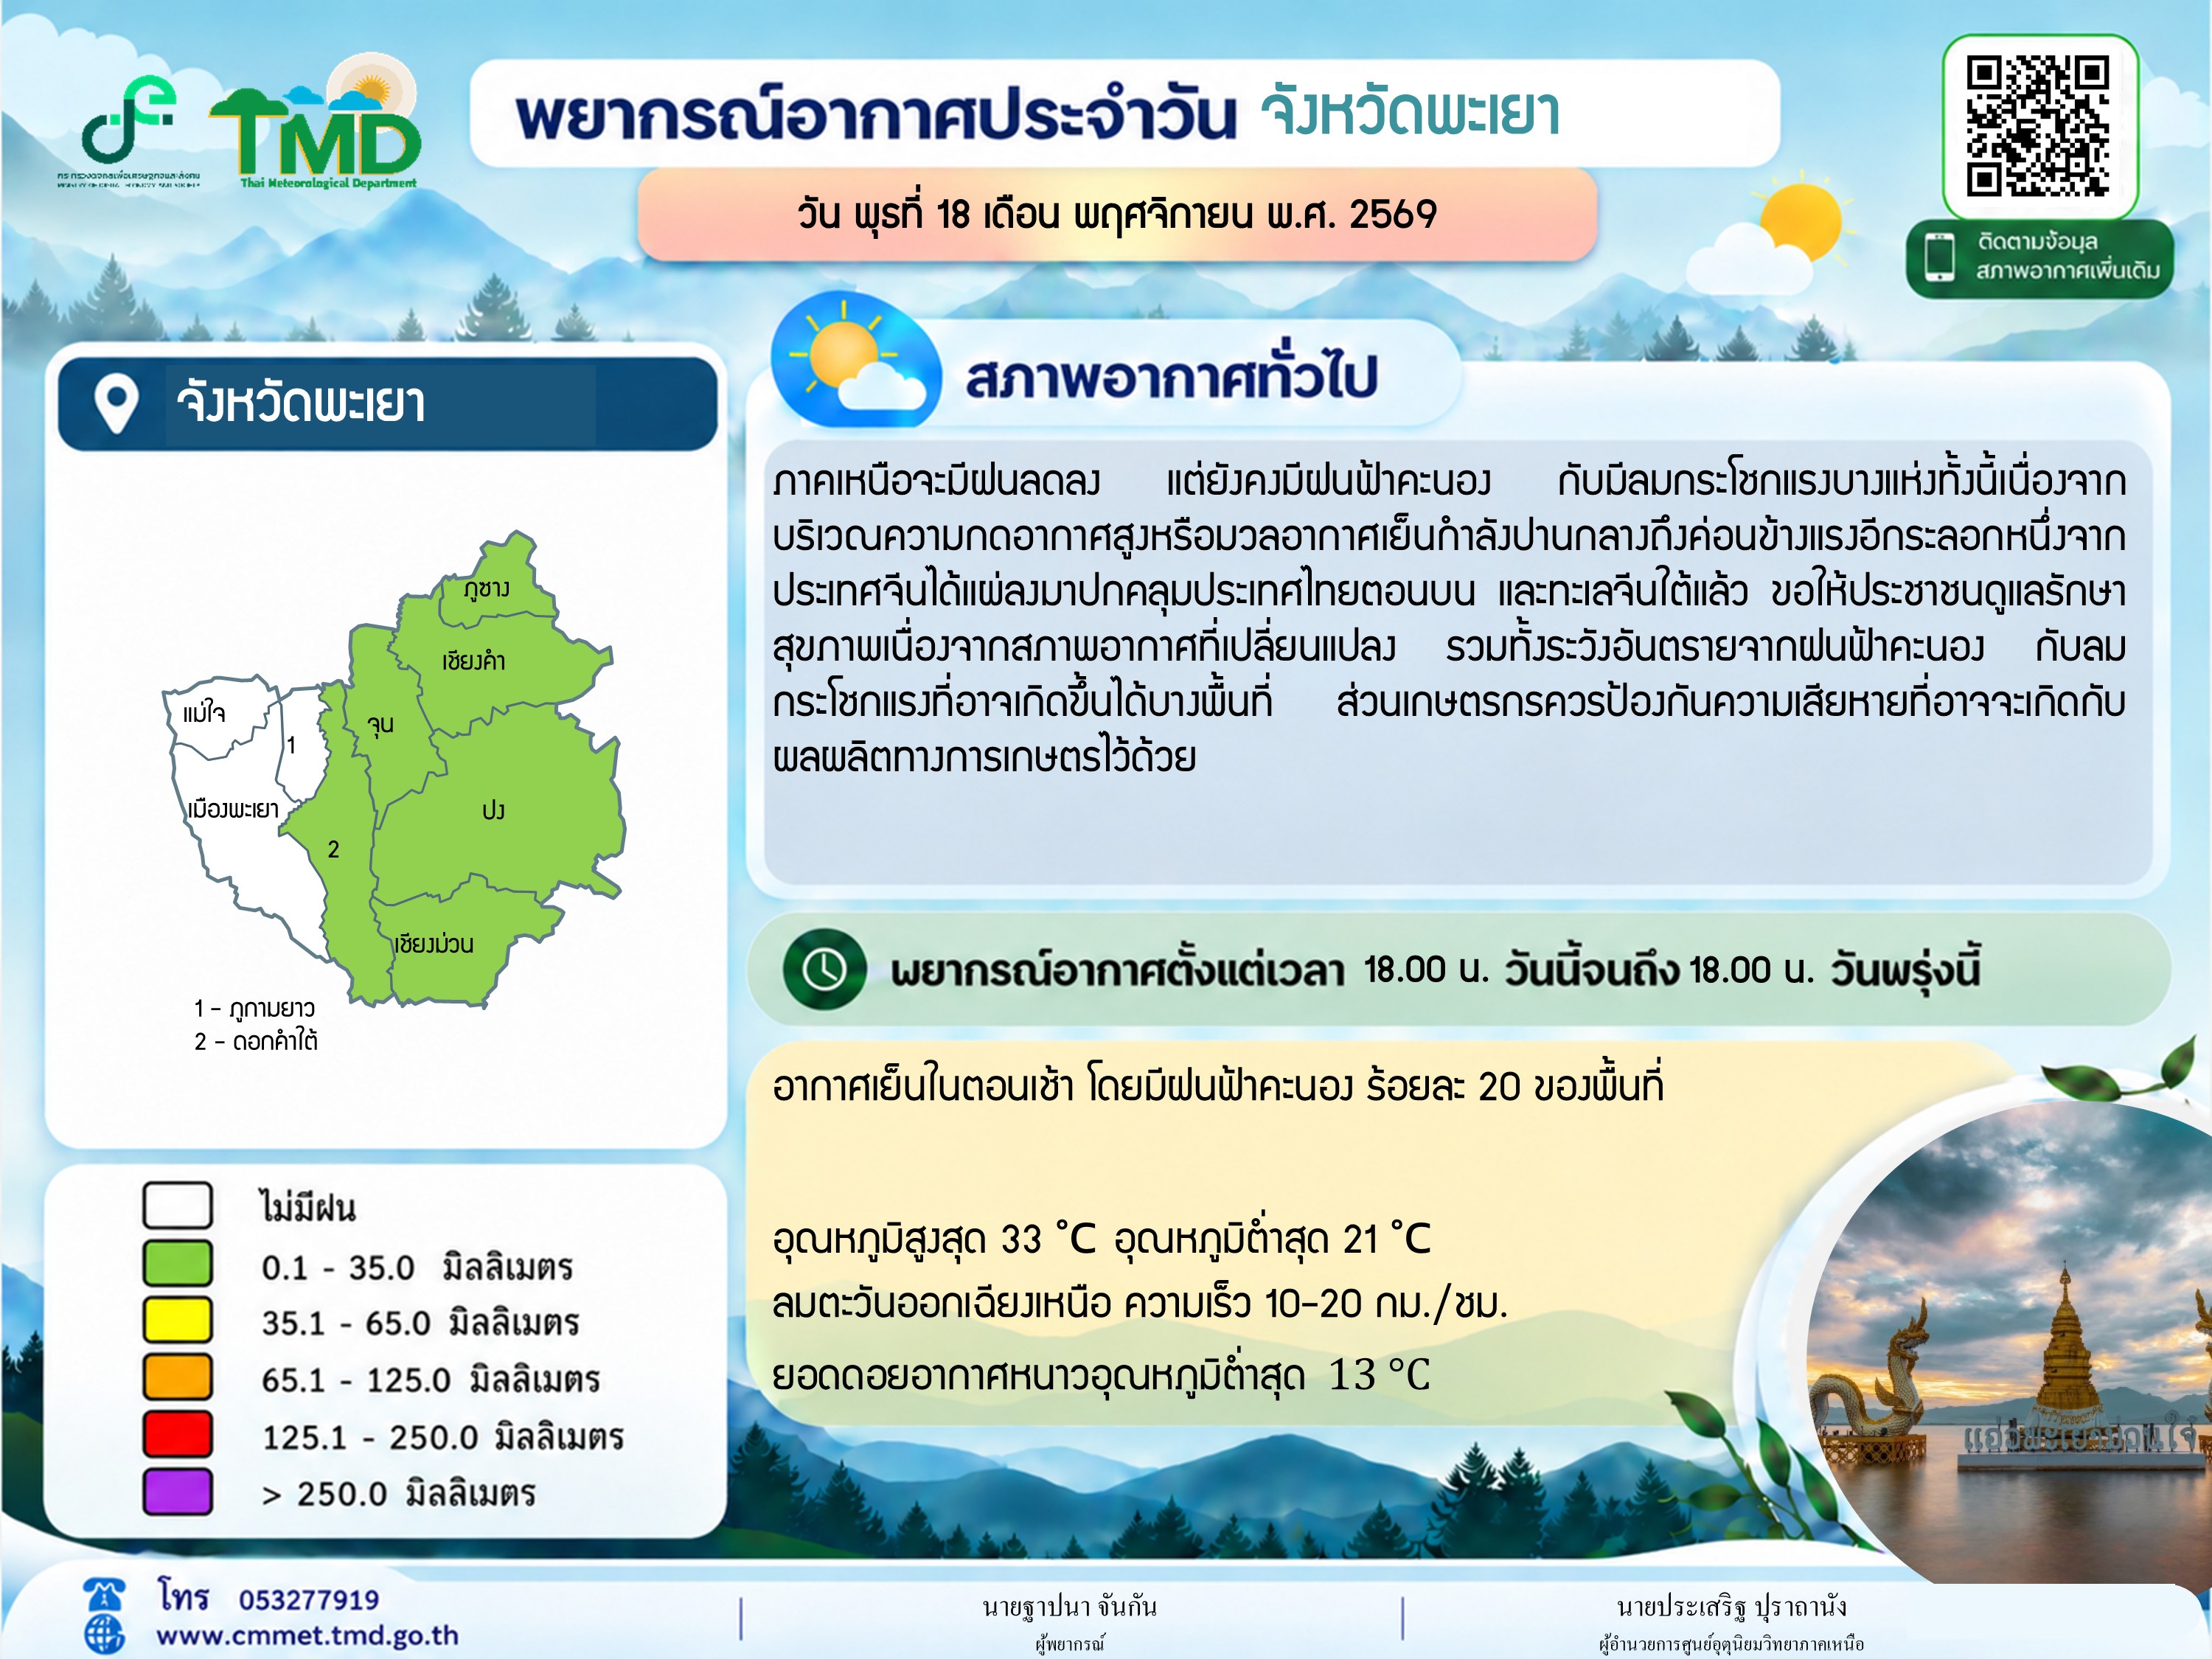 TMD
Thai Meteorological Department
พยากรณ์อากาศประจำวัน จังหวัดพะเยา
วัน พุธที่ 18 เดือน พฤศจิกายน พ.ศ. 2569
ติดตามข้อมูล
สภาพอากาศเพิ่มเติม
จังหวัดพะเยา
ภูซาง
เชียงคำ
แม่ใจ
จุน
1
เมืองพะเยา
ปง
2
เชียงม่วน
1 - ภูกามยาว
2 - ดอกคำใต้
ไม่มีฝน
0.1 - 35.0 มิลลิเมตร
35.1 - 65.0 มิลลิเมตร
65.1 - 125.0 มิลลิเมตร
125.1 - 250.0 มิลลิเมตร
> 250.0 มิลลิเมตร
สภาพอากาศทั่วไป
ภาคเหนือจะมีฝนลดลง แต่ยังคงมีฝนฟ้าคะนอง กับมีลมกระโชกแรงบางแห่งทั้งนี้เนื่องจาก
บริเวณความกดอากาศสูงหรือมวลอากาศเย็นกำลังปานกลางถึงค่อนข้างแรงอีกระลอกหนึ่งจาก
ประเทศจีนได้แผ่ลงมาปกคลุมประเทศไทยตอนบน และทะเลจีนใต้แล้ว ขอให้ประชาชนดูแลรักษา
สุขภาพเนื่องจากสภาพอากาศที่เปลี่ยนแปลง รวมทั้งระวังอันตรายจากฝนฟ้าคะนอง กับลม
กระโชกแรงที่อาจเกิดขึ้นได้บางพื้นที่ ส่วนเกษตรกรควรป้องกันความเสียหายที่อาจจะเกิดกับ
ผลผลิตทางการเกษตรไว้ด้วย
พยากรณ์อากาศตั้งแต่เวลา 18.00 น. วันนี้จนถึง 18.00 น. วันพรุ่งนี้
อากาศเย็นในตอนเช้า โดยมีฝนฟ้าคะนอง ร้อยละ 20 ของพื้นที่
อุณหภูมิสูงสุด 33 °C อุณหภูมิต่ำสุด 21 °C
ลมตะวันออกเฉียงเหนือ ความเร็ว 10-20 กม./ชม.
ยอดดอยอากาศหนาวอุณหภูมิต่ำสุด 13 °C
โทร 053277919
www.cmmet.tmd.go.th
นายฐาปนา จันกัน
ผู้พยากรณ์
นายประเสริฐ ปุราถานัง
ผู้อำนวยการศูนย์อุตุนิยมวิทยาภาคเหนือ